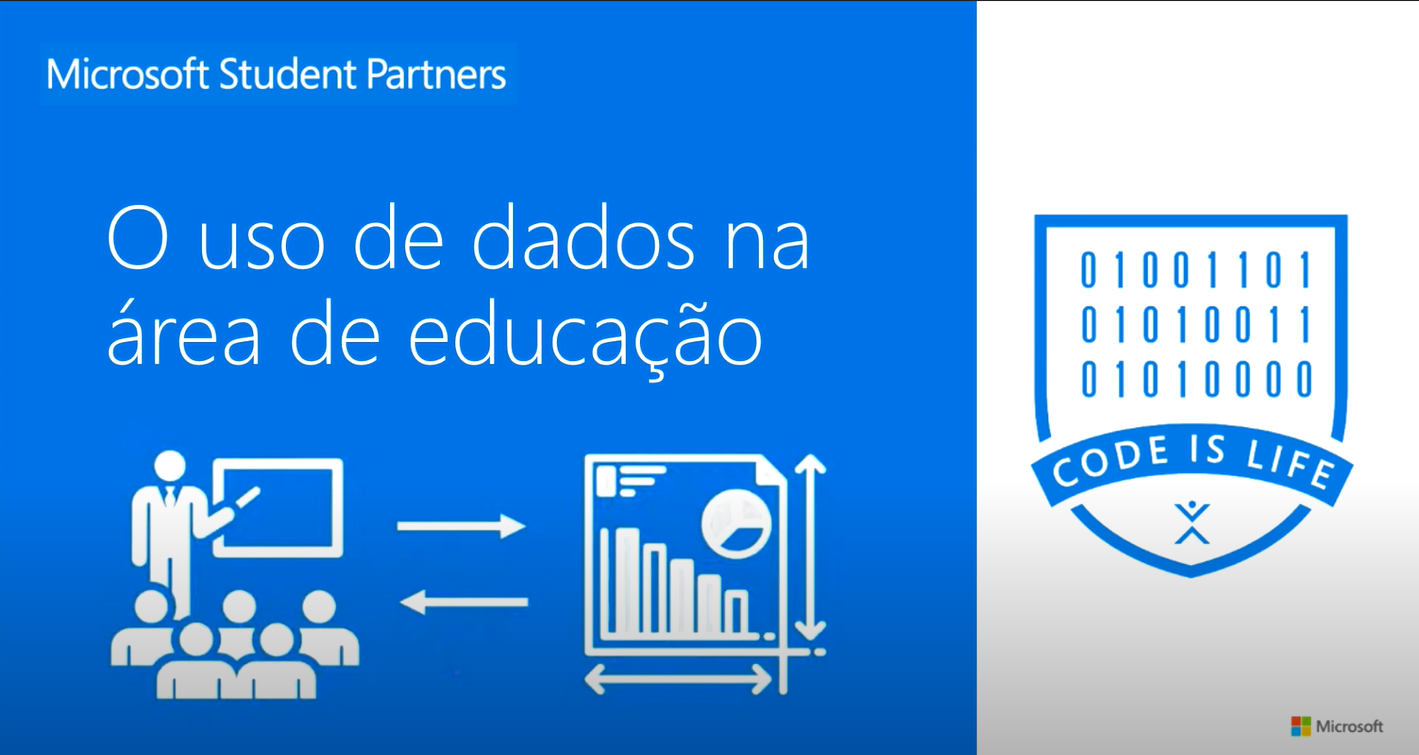 Microsoft Student Partners
O uso de dados na
área de educação
01001101
01010011
01010000
CODE IS LIFE
Microsoft